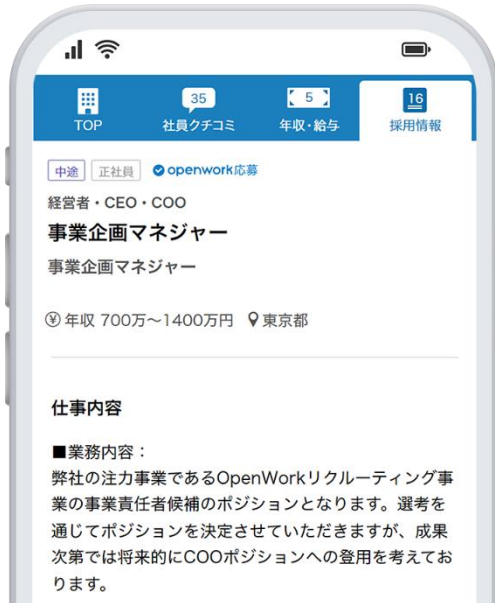 35
5
16
TOP
社員クチコミ
年収・給与
採用情報
中途 正社員 openwork応募
経営者・CEO・COO
事業企画マネジャー
事業企画マネジャー
年収 700万～1400万円 東京都
仕事内容
■業務内容：
弊社の注力事業であるOpenWorkリクルーティング事
業の事業責任者候補のポジションとなります。選考を
通じてポジションを決定させていただきますが、成果
次第では将来的にCOOポジションへの登用を考えてお
ります。